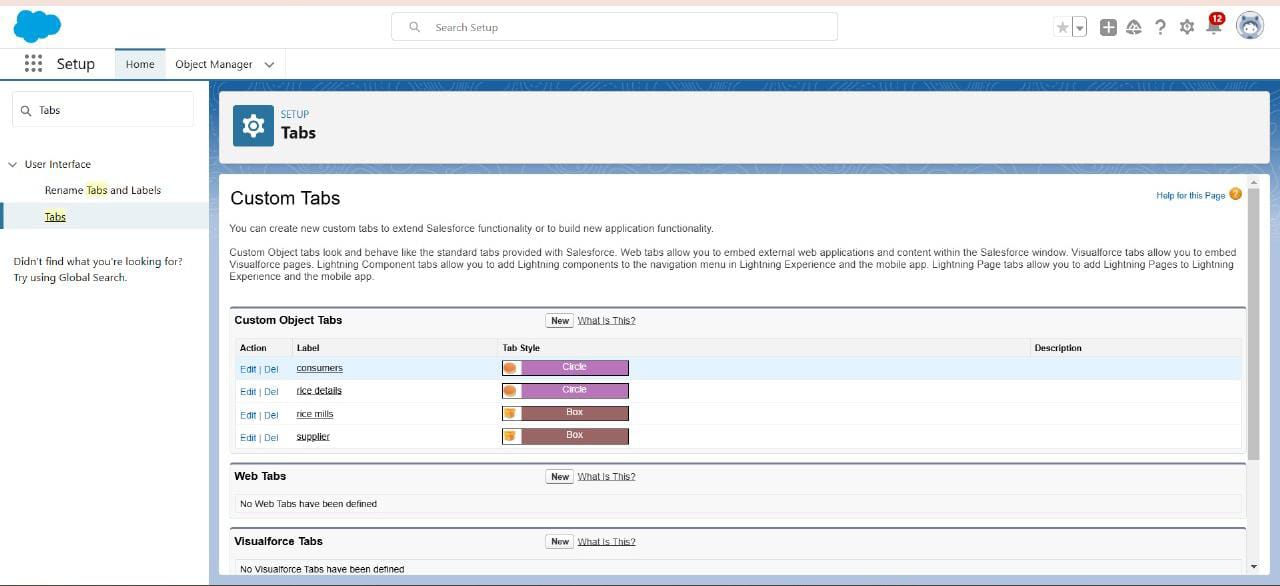 Search Setup
12
Setup
Home
Object Manager
Tabs
User Interface
Rename Tabs and Labels
Tabs
Didn't find what you're looking for?
Try using Global Search.
SETUP
Tabs
Custom Tabs
Help for this Page
You can create new custom tabs to extend Salesforce functionality or to build new application functionality.
Custom Object tabs look and behave like the standard tabs provided with Salesforce. Web tabs allow you to embed external web applications and content within the Salesforce window. Visualforce tabs allow you to embed
Visualforce pages. Lightning Component tabs allow you to add Lightning components to the navigation menu in Lightning Experience and the mobile app. Lightning Page tabs allow you to add Lightning Pages to Lightning
Experience and the mobile app.
Custom Object Tabs New What Is This?
Action Label Tab Style Description
Edit | Del consumers Circle
Edit | Del rice details Circle
Edit | Del rice mills Box
Edit | Del supplier Box
Web Tabs New What Is This?
No Web Tabs have been defined
Visualforce Tabs New What Is This?
No Visualforce Tabs have been defined